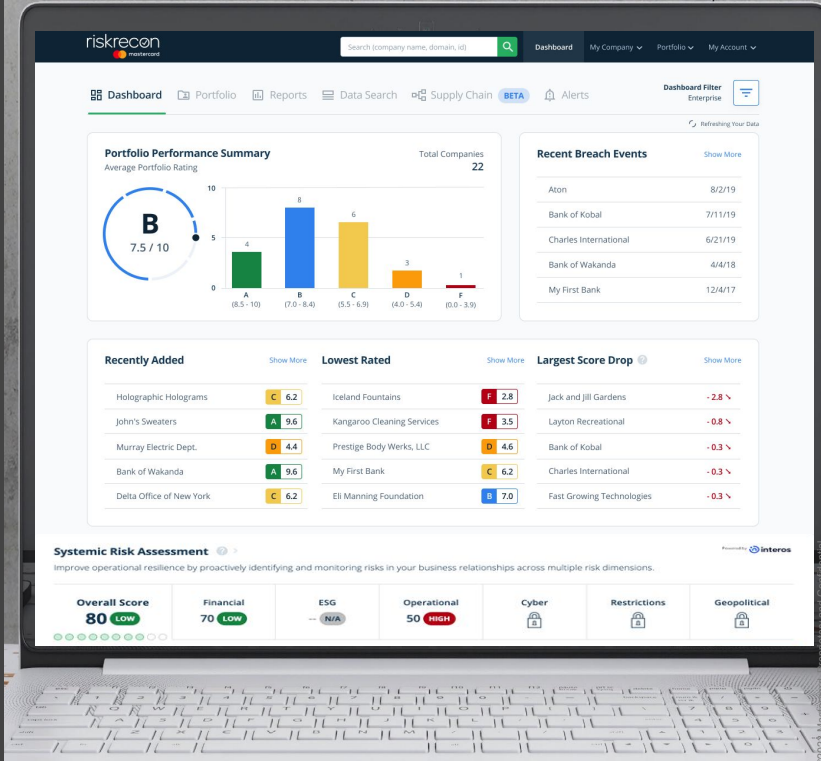 riskrecon
mastercard
Search (company name, domain, id)
Dashboard
My Company
Portfolio
My Account
Dashboard
Portfolio
Reports
Data Search
Supply Chain BETA
Alerts
Dashboard Filter
Enterprise
Refreshing Your Data
Portfolio Performance Summary
Average Portfolio Rating
Total Companies
22
B
7.5 / 10
10
5
0
4
8
6
3
1
A
(8.5 - 10)
B
(7.0 - 8.4)
C
(5.5 - 6.9)
D
(4.0 - 5.4)
F
(0.0 - 3.9)
Recent Breach Events Show More
Aton 8/2/19
Bank of Kobal 7/11/19
Charles International 6/21/19
Bank of Wakanda 4/4/18
My First Bank 12/4/17
Recently Added Show More
Holographic Holograms C 6.2
John's Sweaters A 9.6
Murray Electric Dept. D 4.4
Bank of Wakanda A 9.6
Delta Office of New York C 6.2
Lowest Rated Show More
Iceland Fountains F 2.8
Kangaroo Cleaning Services F 3.5
Prestige Body Werks, LLC D 4.6
My First Bank C 6.2
Eli Manning Foundation B 7.0
Largest Score Drop ? Show More
Jack and Jill Gardens - 2.8
Layton Recreational - 0.8
Bank of Kobal - 0.3
Charles International - 0.3
Fast Growing Technologies - 0.3
Systemic Risk Assessment ?
Powered by interos
Improve operational resilience by proactively identifying and monitoring risks in your business relationships across multiple risk dimensions.
Overall Score
80 LOW
Financial
70 LOW
ESG
-- N/A
Operational
50 HIGH
Cyber
Restrictions
Geopolitical